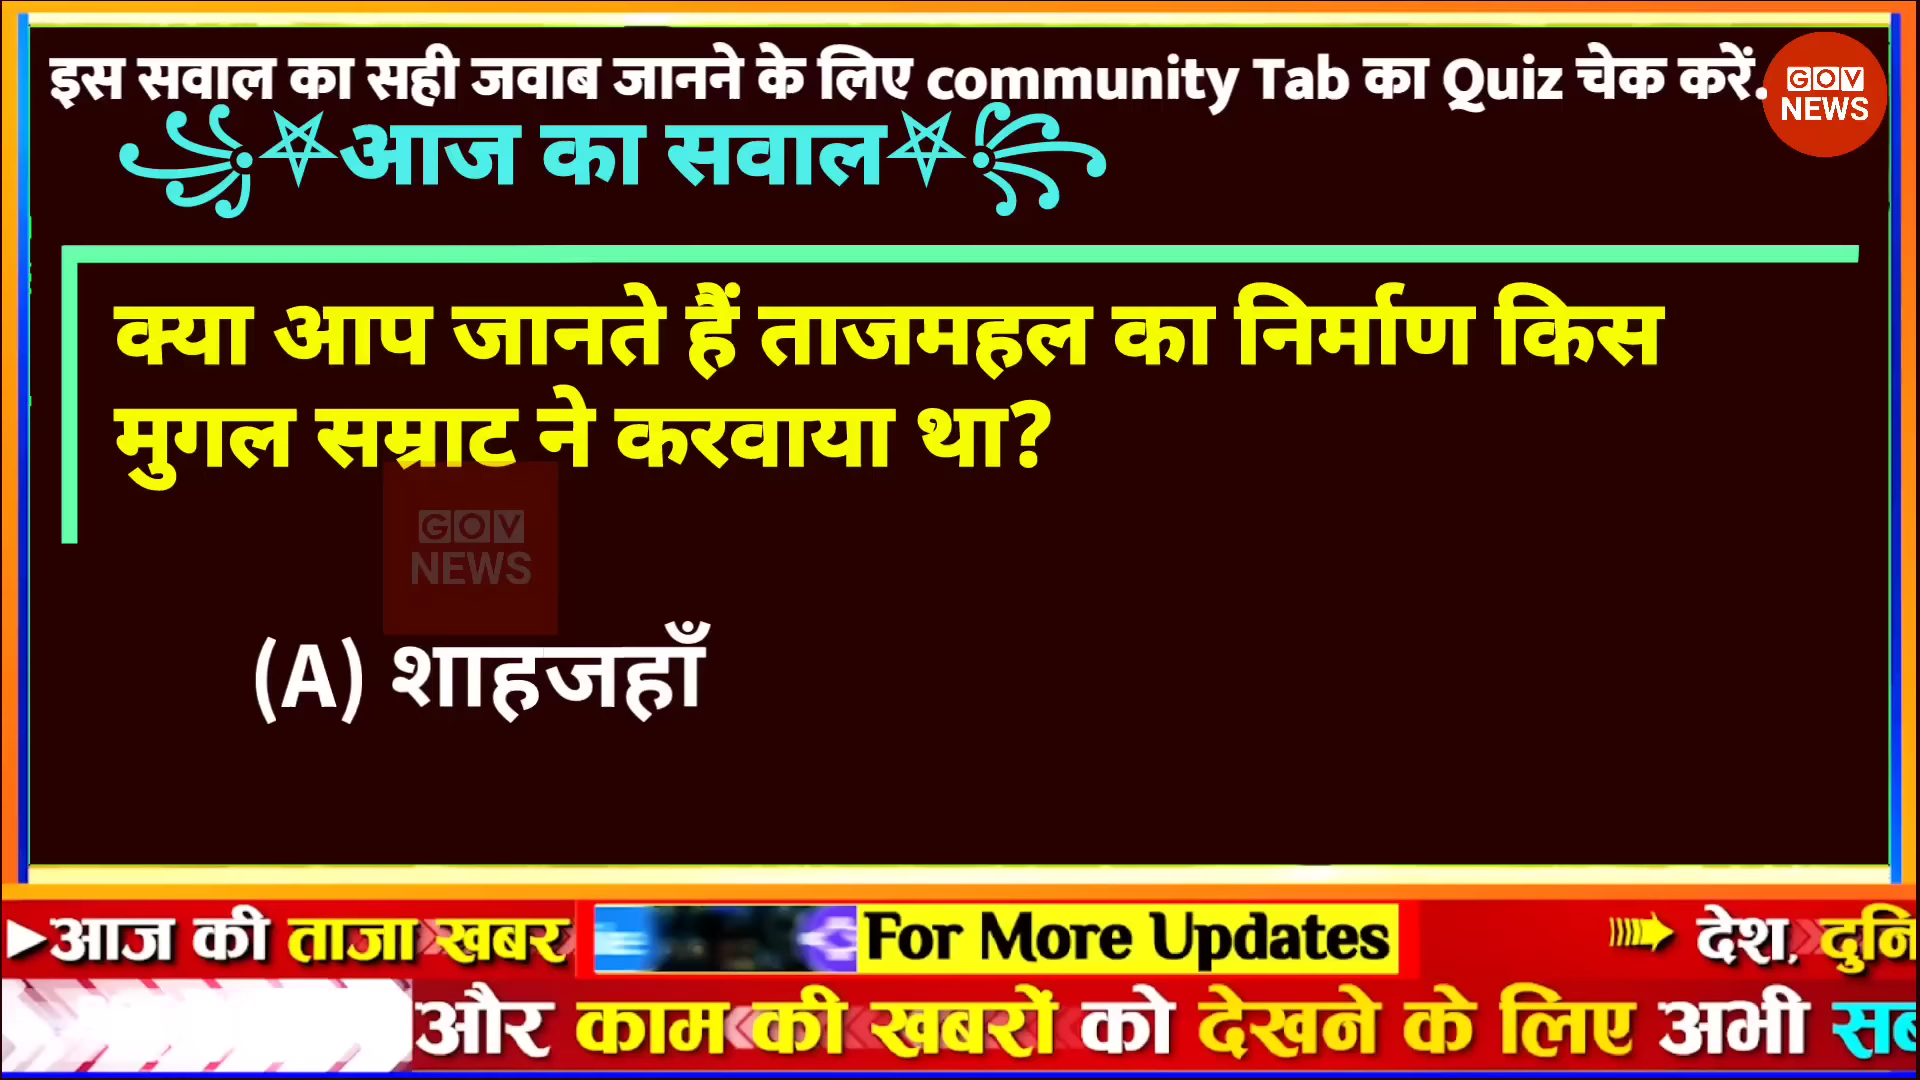 इस सवाल का सही जवाब जानने के लिए community Tab का Quiz चेक करें.
GOV
NEWS
आज का सवाल
क्या आप जानते हैं ताजमहल का निर्माण किस
मुगल सम्राट ने करवाया था?
GOV
NEWS
(A) शाहजहाँ
आज की ताजा खबर For More Updates देश,
और काम की खबरों को देखने के लिए अभी